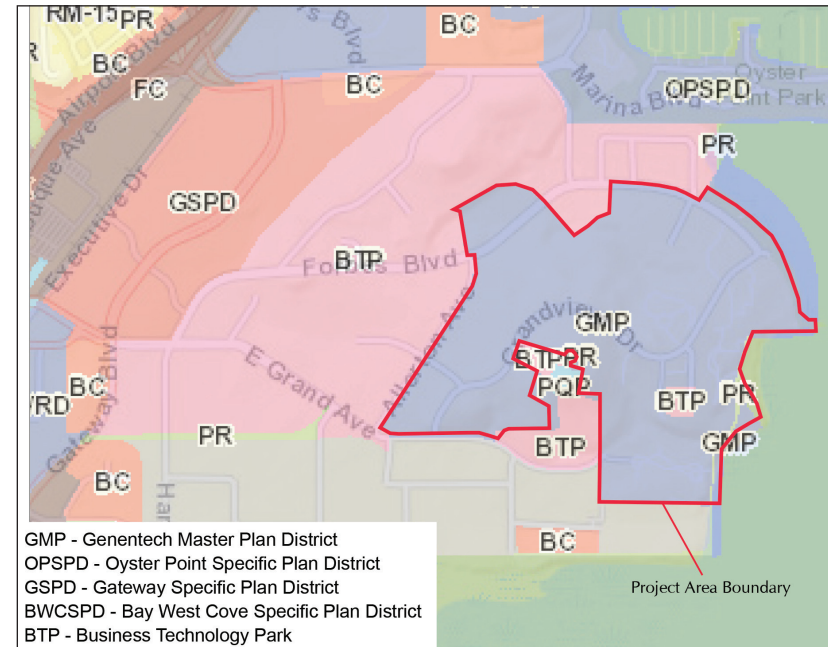 RM-15
PR
BC
FC
Airport Blvd
BC
BC
Marina Blvd
OPSPD
Oyster
Point Park
PR
Executive Dr
GSPD
BTP
Forbes Blvd
Allerton Ave
Grandview Dr
GMP
BTP
PR
PQP
BTP
PR
GMP
BTP
BC
Gateway Blvd
E Grand Ave
PR
BC
BC
GMP - Genentech Master Plan District
OPSPD - Oyster Point Specific Plan District
GSPD - Gateway Specific Plan District
BWCSPD - Bay West Cove Specific Plan District
BTP - Business Technology Park
Project Area Boundary